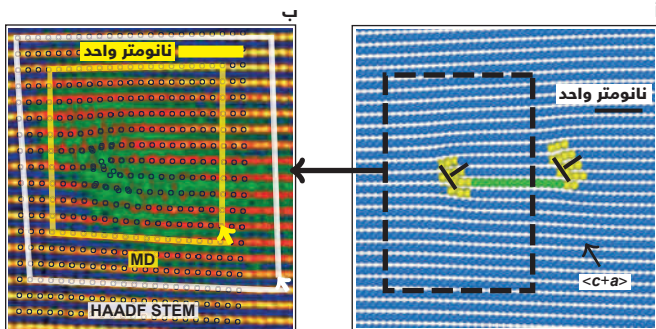 أ
نانومتر واحد
<c+a>
ب
نانومتر واحد
MD
HAADF STEM